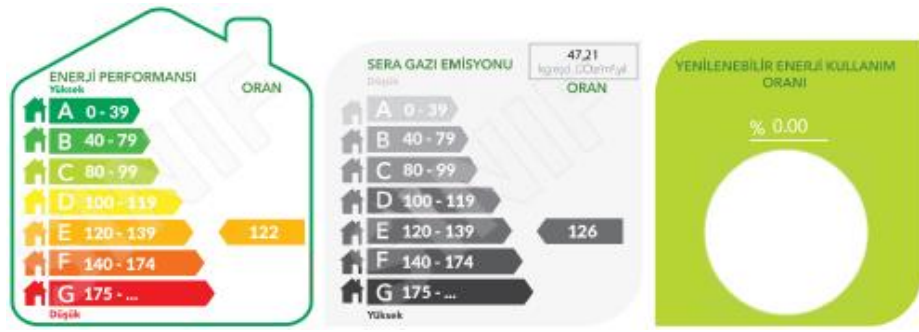 ENERJİ PERFORMANSI
Yüksek
ORAN
A 0 - 39
B 40 - 79
C 80 - 99
D 100 - 119
E 120 - 139
122
F 140 - 174
G 175 - ...
Düşük
SERA GAZI EMİSYONU
Düşük
47,21
ORAN
A 0 - 39
B 40 - 79
C 80 - 99
D 100 - 119
E 120 - 139
126
F 140 - 174
G 175 - ...
Yüksek
YENİLENEBİLİR ENERJİ KULLANIM
ORANI
% 0.00